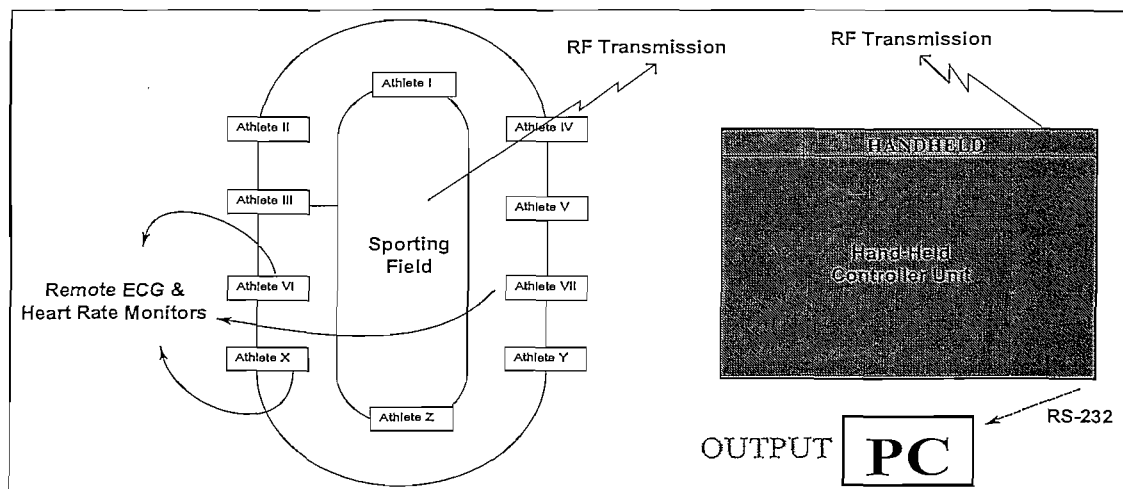 RF Transmission
RF Transmission
Athlete I
Athlete II
Athlete IV
HANDHELD
Athlete III
Athlete V
Sporting
Field
Hand-Held
Controller Unit
Remote ECG &
Heart Rate Monitors
Athlete VI
Athlete VII
Athlete X
Athlete Y
Athlete Z
RS-232
OUTPUT
PC